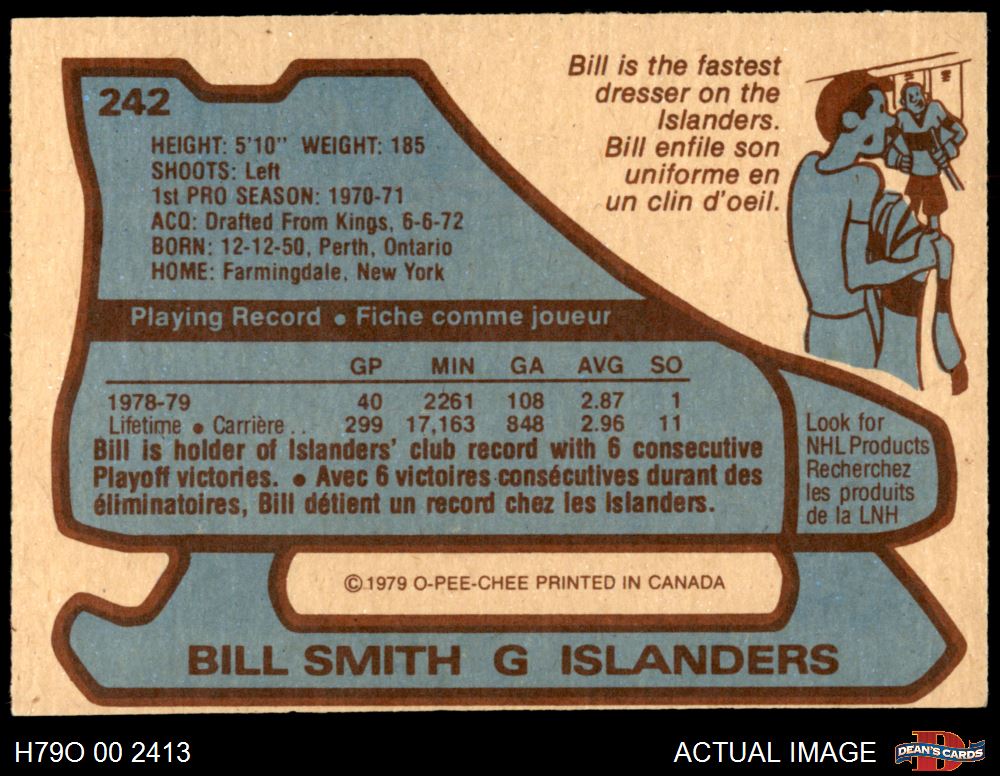 242
HEIGHT: 5'10" WEIGHT: 185
SHOOTS: Left
1st PRO SEASON: 1970-71
ACQ: Drafted From Kings, 6-6-72
BORN: 12-12-50, Perth, Ontario
HOME: Farmingdale, New York
Bill is the fastest
dresser on the
Islanders.
Bill enfile son
uniforme en
un clin d'oeil.
Playing Record • Fiche comme joueur
GP MIN GA AVG SO
1978-79 40 2261 108 2.87 1
Lifetime • Carrière . . 299 17,163 848 2.96 11
Bill is holder of Islanders' club record with 6 consecutive
Playoff victories. • Avec 6 victoires consécutives durant des
éliminatoires, Bill détient un record chez les Islanders.
Look for
NHL Products
Recherchez
les produits
de la LNH
© 1979 O-PEE-CHEE PRINTED IN CANADA
BILL SMITH G ISLANDERS
H79O 00 2413
ACTUAL IMAGE
DEAN'S CARDS